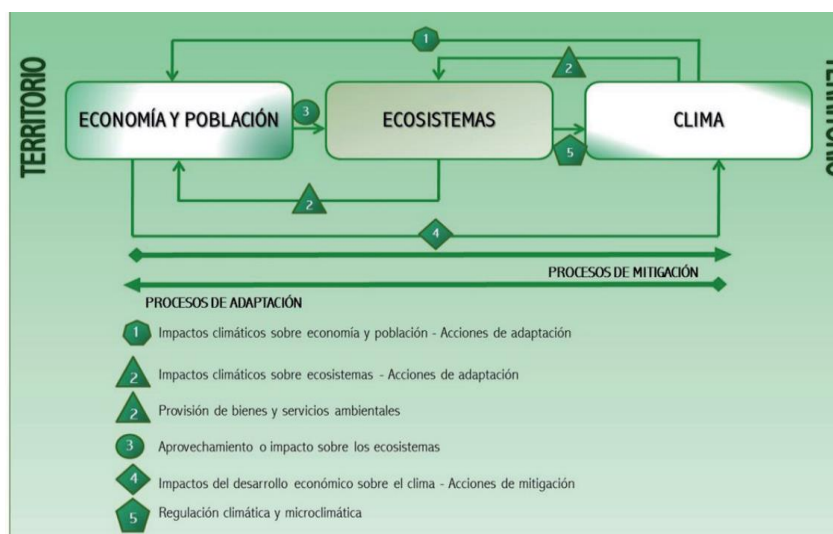 TERRITORIO
1
2
ECONOMÍA Y POBLACIÓN
3
ECOSISTEMAS
5
CLIMA
2
4
PROCESOS DE MITIGACIÓN
PROCESOS DE ADAPTACIÓN
1 Impactos climáticos sobre economía y población - Acciones de adaptación
2 Impactos climáticos sobre ecosistemas - Acciones de adaptación
2 Provisión de bienes y servicios ambientales
3 Aprovechamiento o impacto sobre los ecosistemas
4 Impactos del desarrollo económico sobre el clima - Acciones de mitigación
5 Regulación climática y microclimática